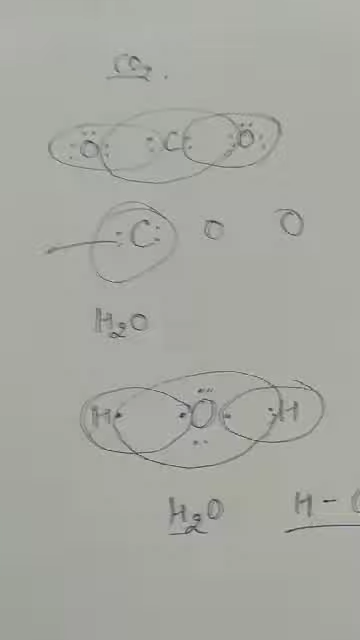 CO₂.
O C O
C O O
H₂O
H O H
H₂O H –